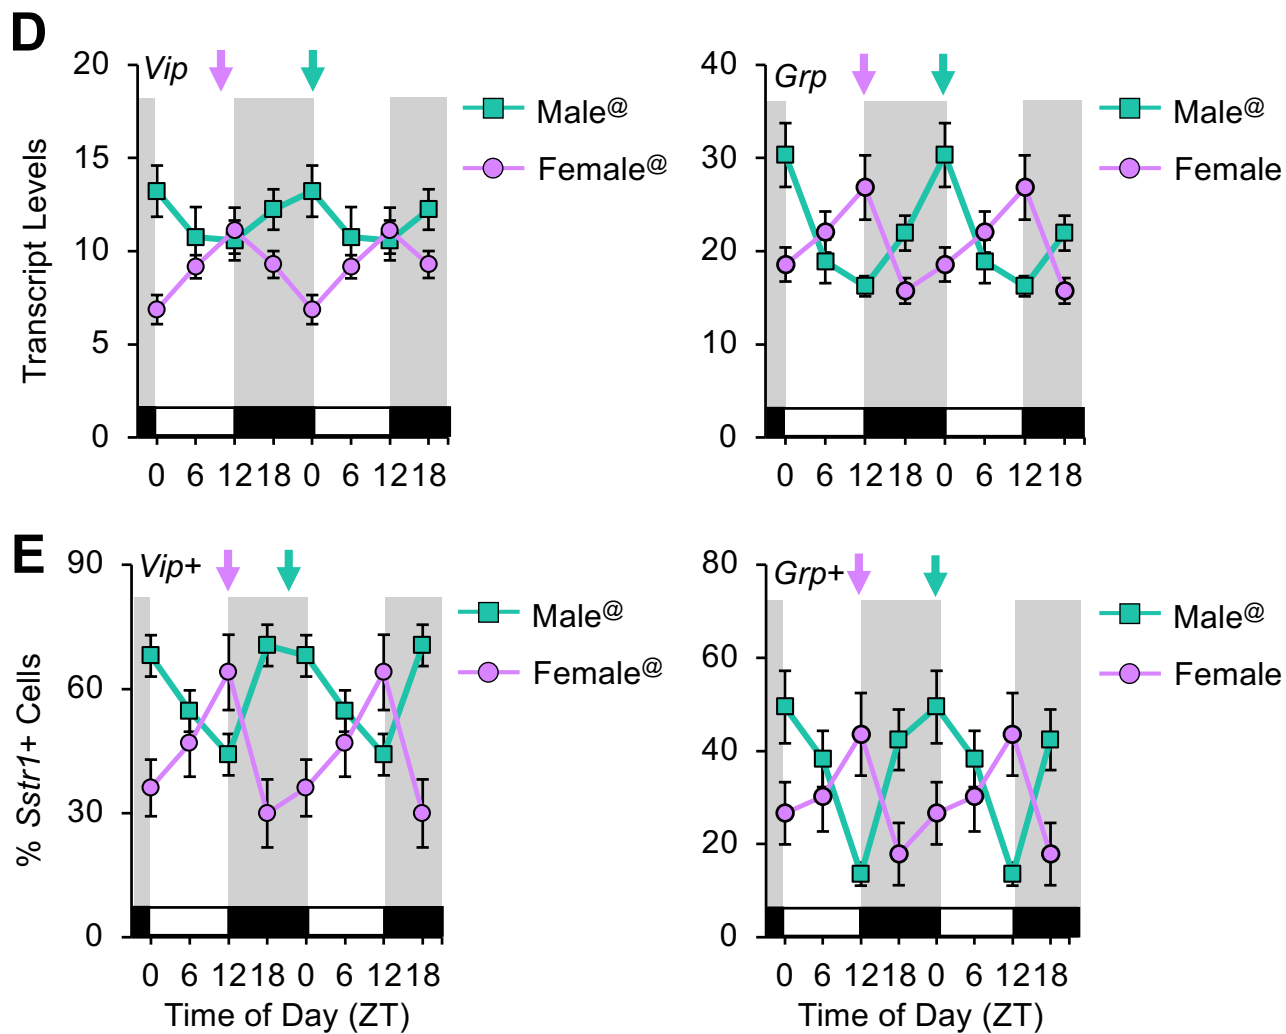 D
Vip
20
15
10
5
0
Transcript Levels
Male@
Female@
0 6 12 18 0 6 12 18
Grp
40
30
20
10
0
Male@
Female
0 6 12 18 0 6 12 18
E
Vip+
90
60
30
0
% Sstr1+ Cells
Male@
Female@
0 6 12 18 0 6 12 18
Time of Day (ZT)
Grp+
80
60
40
20
0
Male@
Female
0 6 12 18 0 6 12 18
Time of Day (ZT)